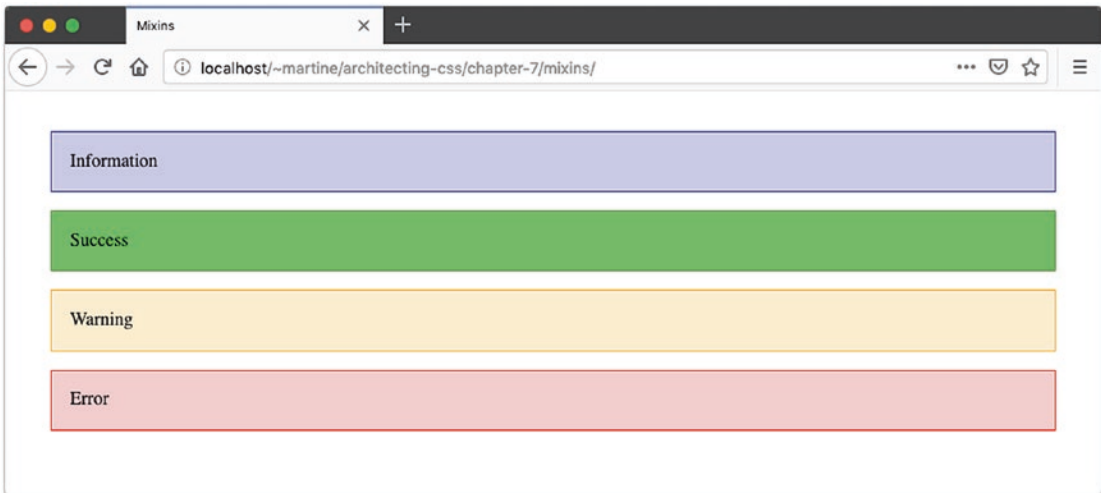 Mixins
localhost/~martine/architecting-css/chapter-7/mixins/
Information
Success
Warning
Error